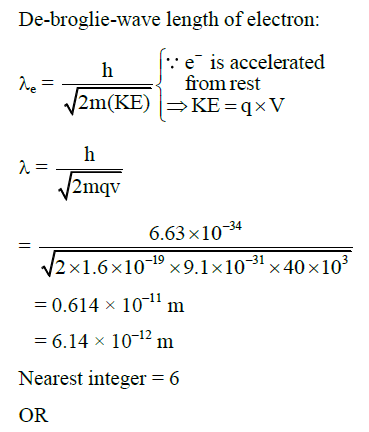 De-broglie-wave length of electron:
λₑ = h / √2m(KE) { ∵ e⁻ is accelerated from rest ⇒ KE = q × V
λ = h / √2mqv
= 6.63 × 10⁻³⁴ / √2 × 1.6 × 10⁻¹⁹ × 9.1 × 10⁻³¹ × 40 × 10³
= 0.614 × 10⁻¹¹ m
= 6.14 × 10⁻¹² m
Nearest integer = 6
OR